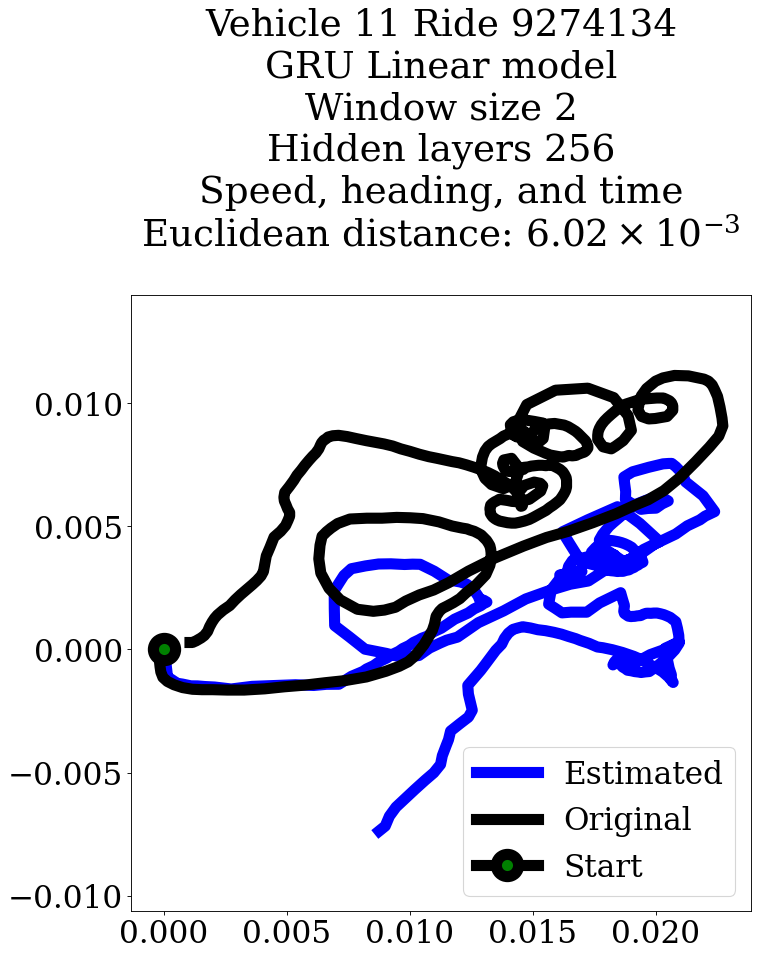 Vehicle 11 Ride 9274134
GRU Linear model
Window size 2
Hidden layers 256
Speed, heading, and time
Euclidean distance: 6.02 × 10⁻³
0.010
0.005
0.000
−0.005
−0.010
Estimated
Original
Start
0.000 0.005 0.010 0.015 0.020